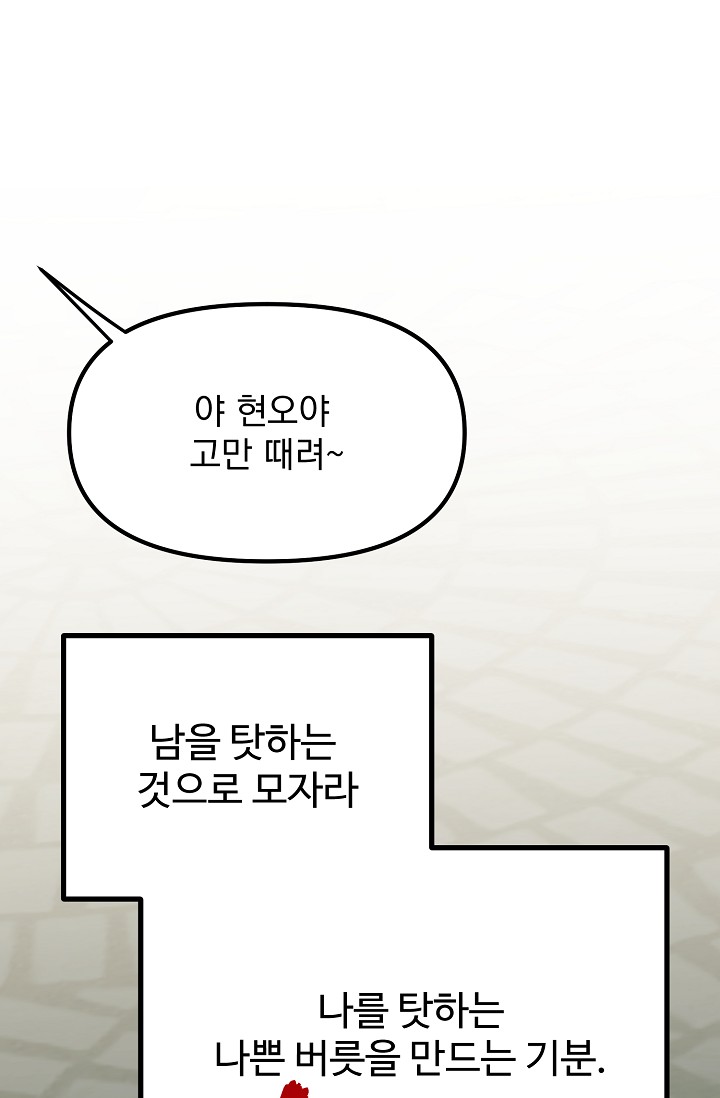 야 현오야
고만 때려~
남을 탓하는
것으로 모자라
나를 탓하는
나쁜 버릇을 만드는 기분.